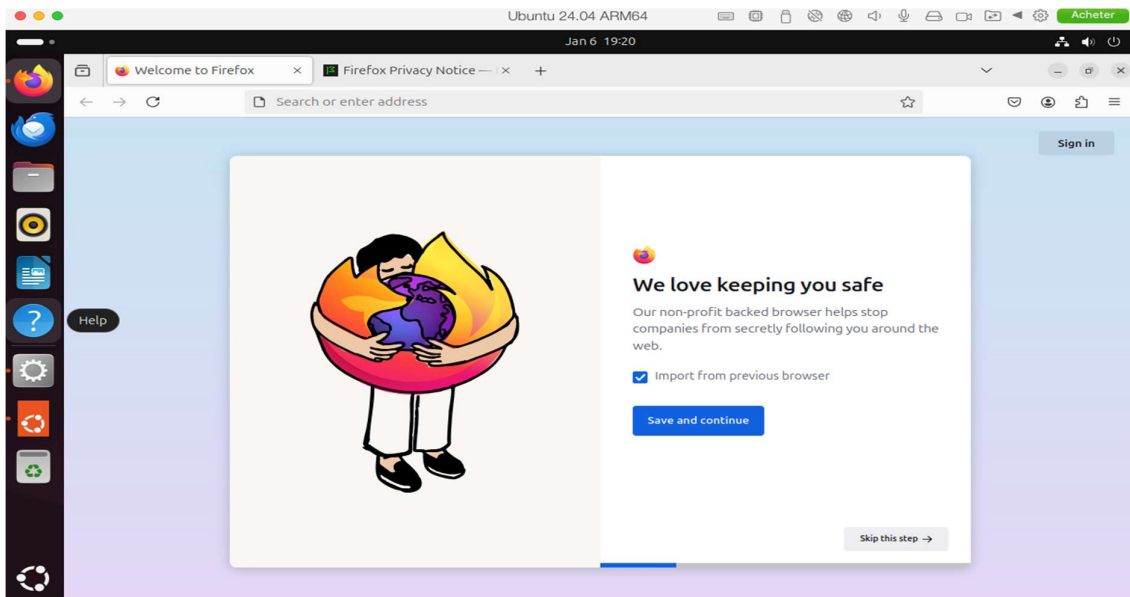 Ubuntu 24.04 ARM64
Acheter
Jan 6 19:20
Welcome to Firefox
Firefox Privacy Notice —
Search or enter address
Sign in
We love keeping you safe
Our non-profit backed browser helps stop
companies from secretly following you around the
web.
Help
Import from previous browser
Save and continue
Skip this step →